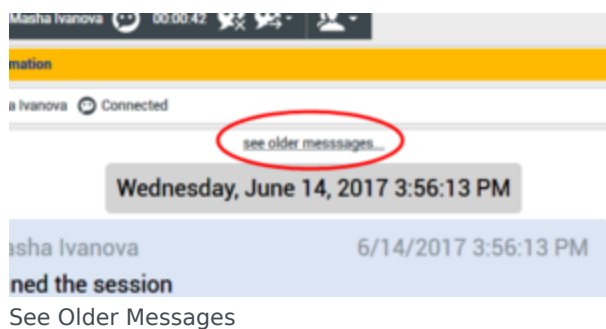 Masha Ivanova 00:00:42
mation
a Ivanova Connected
see older messsages...
Wednesday, June 14, 2017 3:56:13 PM
asha Ivanova 6/14/2017 3:56:13 PM
ned the session
See Older Messages